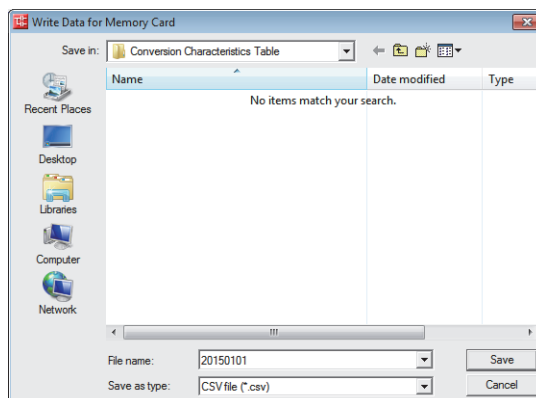 Write Data for Memory Card
Save in: Conversion Characteristics Table
Name Date modified Type
No items match your search.
Recent Places
Desktop
Libraries
Computer
Network
File name: 20150101 Save
Save as type: CSV file (*.csv) Cancel